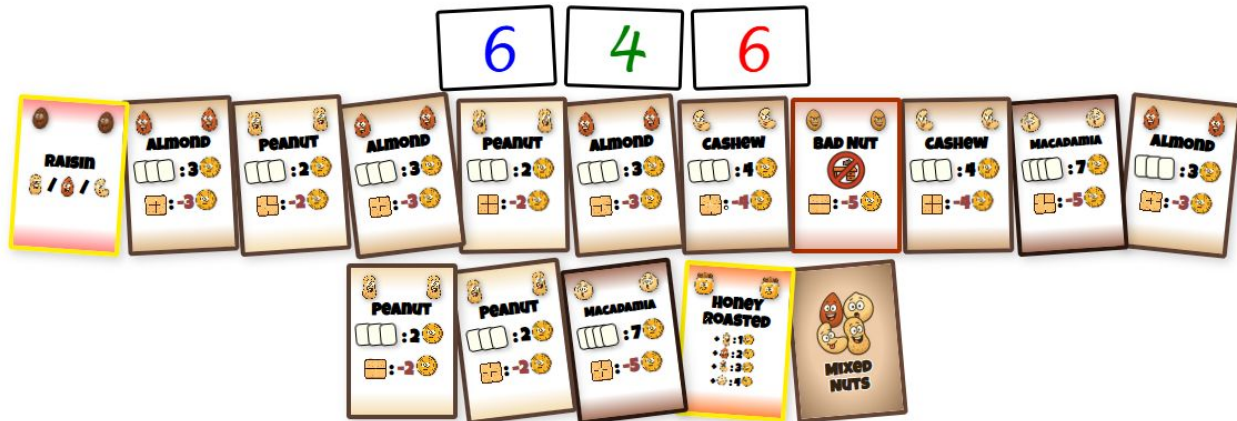 6
4
6
RAISIN
/ /
ALMOND
: 3
: -3
PEANUT
: 2
: -2
ALMOND
: 3
: -3
PEANUT
: 2
: -2
ALMOND
: 3
: -3
CASHEW
: 4
: -4
BAD NUT
: -5
CASHEW
: 4
: -4
MACADAMIA
: 7
: -5
ALMOND
: 3
: -3
PEANUT
: 2
: -2
PEANUT
: 2
: -2
MACADAMIA
: 7
: -5
HONEY
ROASTED
+ : 1
+ : 2
+ : 3
+ : 4
MIXED
NUTS